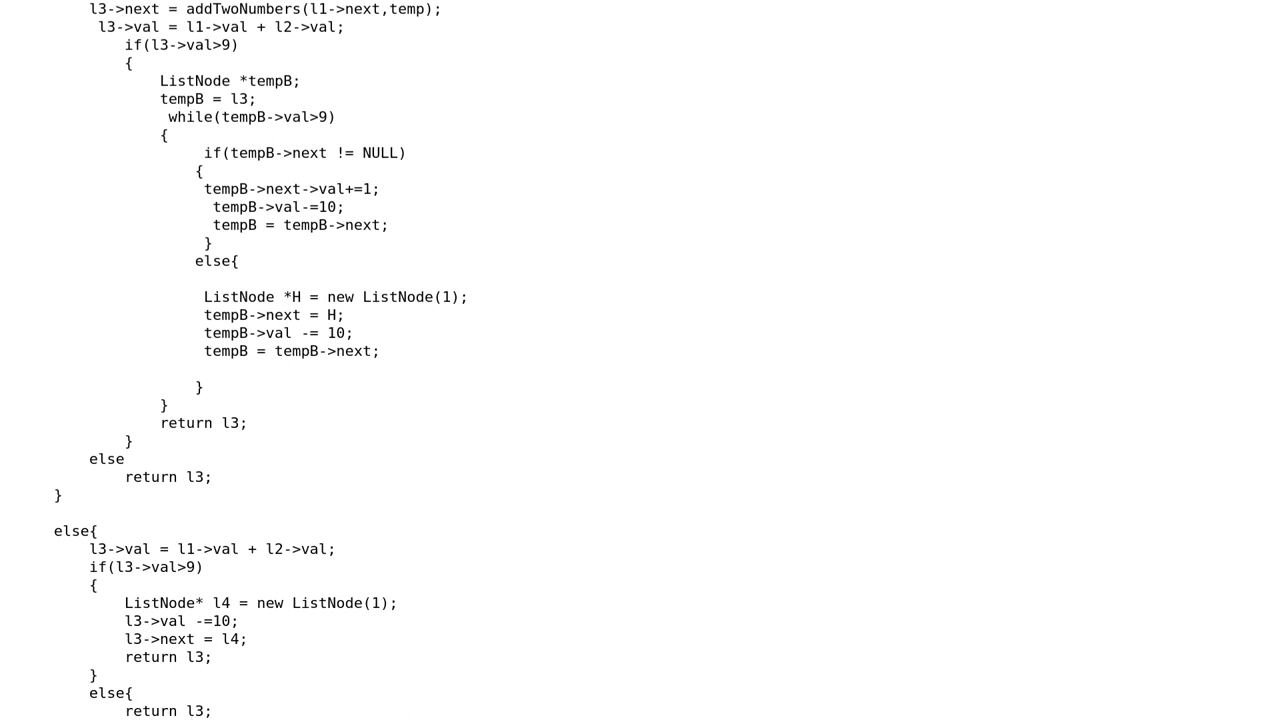 l3->next = addTwoNumbers(l1->next,temp);
l3->val = l1->val + l2->val;
if(l3->val>9)
{
ListNode *tempB;
tempB = l3;
while(tempB->val>9)
{
if(tempB->next != NULL)
{
tempB->next->val+=1;
tempB->val-=10;
tempB = tempB->next;
}
else{
ListNode *H = new ListNode(1);
tempB->next = H;
tempB->val -= 10;
tempB = tempB->next;
}
}
return l3;
}
else
return l3;
}
else{
l3->val = l1->val + l2->val;
if(l3->val>9)
{
ListNode* l4 = new ListNode(1);
l3->val -=10;
l3->next = l4;
return l3;
}
else{
return l3;